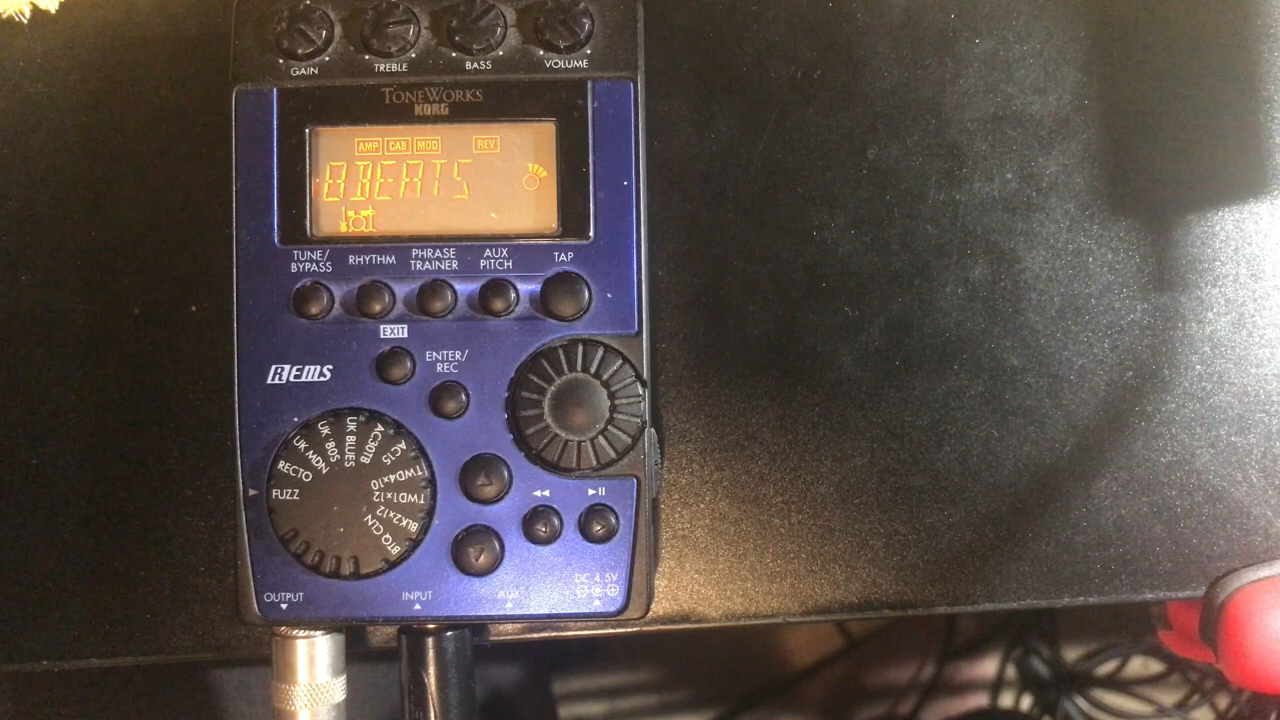 GAIN TREBLE BASS VOLUME
TONEWORKS
KORG
AMP CAB MOD REV
8BEATS
TUNE/
BYPASS
RHYTHM
PHRASE
TRAINER
AUX
PITCH
TAP
EXIT
ENTER/
REC
REMS
FUZZ
RECTO
UK MDN
UK '80S
UK BLUES
AC30TB
AC15
TWD4x10
TWD1x12
BLK2x12
BTQ CLN
OUTPUT INPUT AUX
DC 4.5V